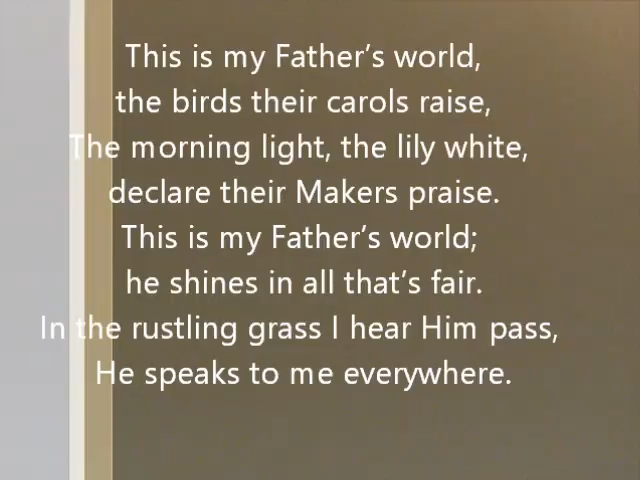 This is my Father’s world,
the birds their carols raise,
The morning light, the lily white,
declare their Makers praise.
This is my Father’s world;
he shines in all that’s fair.
In the rustling grass I hear Him pass,
He speaks to me everywhere.